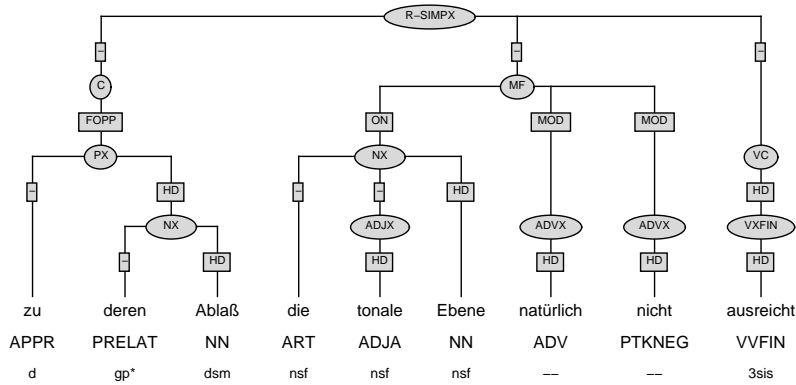 R–SIMPX
– – –
C MF
FOPP ON MOD MOD
PX NX VC
– HD – – HD HD
NX ADJX ADVX ADVX VXFIN
– HD HD HD HD HD
zu deren Ablaß die tonale Ebene natürlich nicht ausreicht
APPR PRELAT NN ART ADJA NN ADV PTKNEG VVFIN
d gp* dsm nsf nsf nsf –– –– 3sis